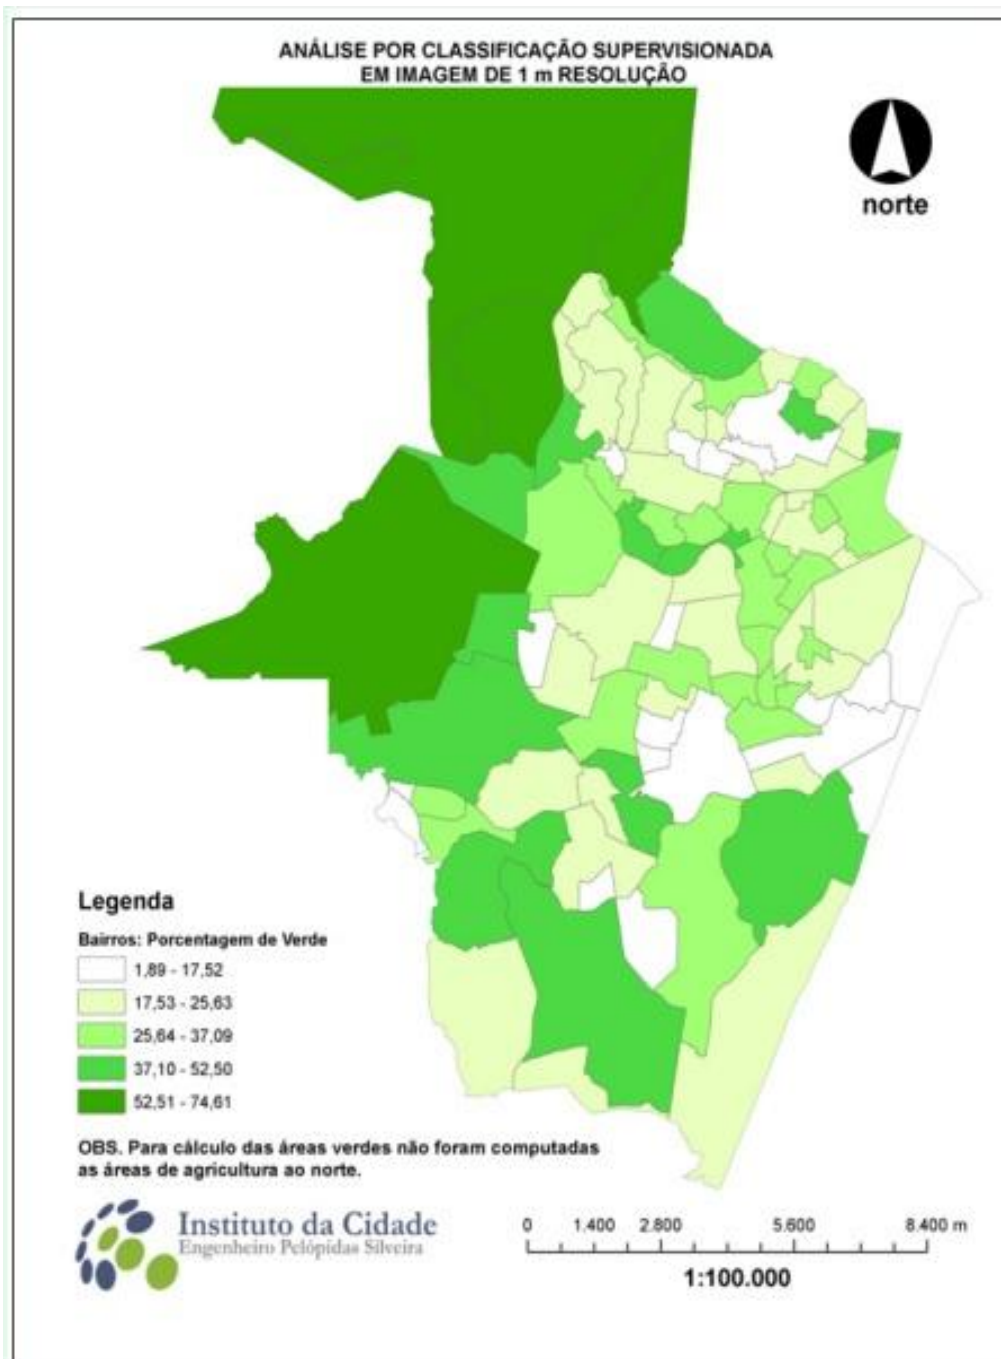 ANÁLISE POR CLASSIFICAÇÃO SUPERVISIONADA
EM IMAGEM DE 1 m RESOLUÇÃO
norte
Legenda
Bairros: Porcentagem de Verde
1,89 - 17,52
17,53 - 25,63
25,64 - 37,09
37,10 - 52,50
52,51 - 74,61
OBS. Para cálculo das áreas verdes não foram computadas
as áreas de agricultura ao norte.
Instituto da Cidade
Engenheiro Pelópidas Silveira
0 1.400 2.800 5.600 8.400 m
1:100.000